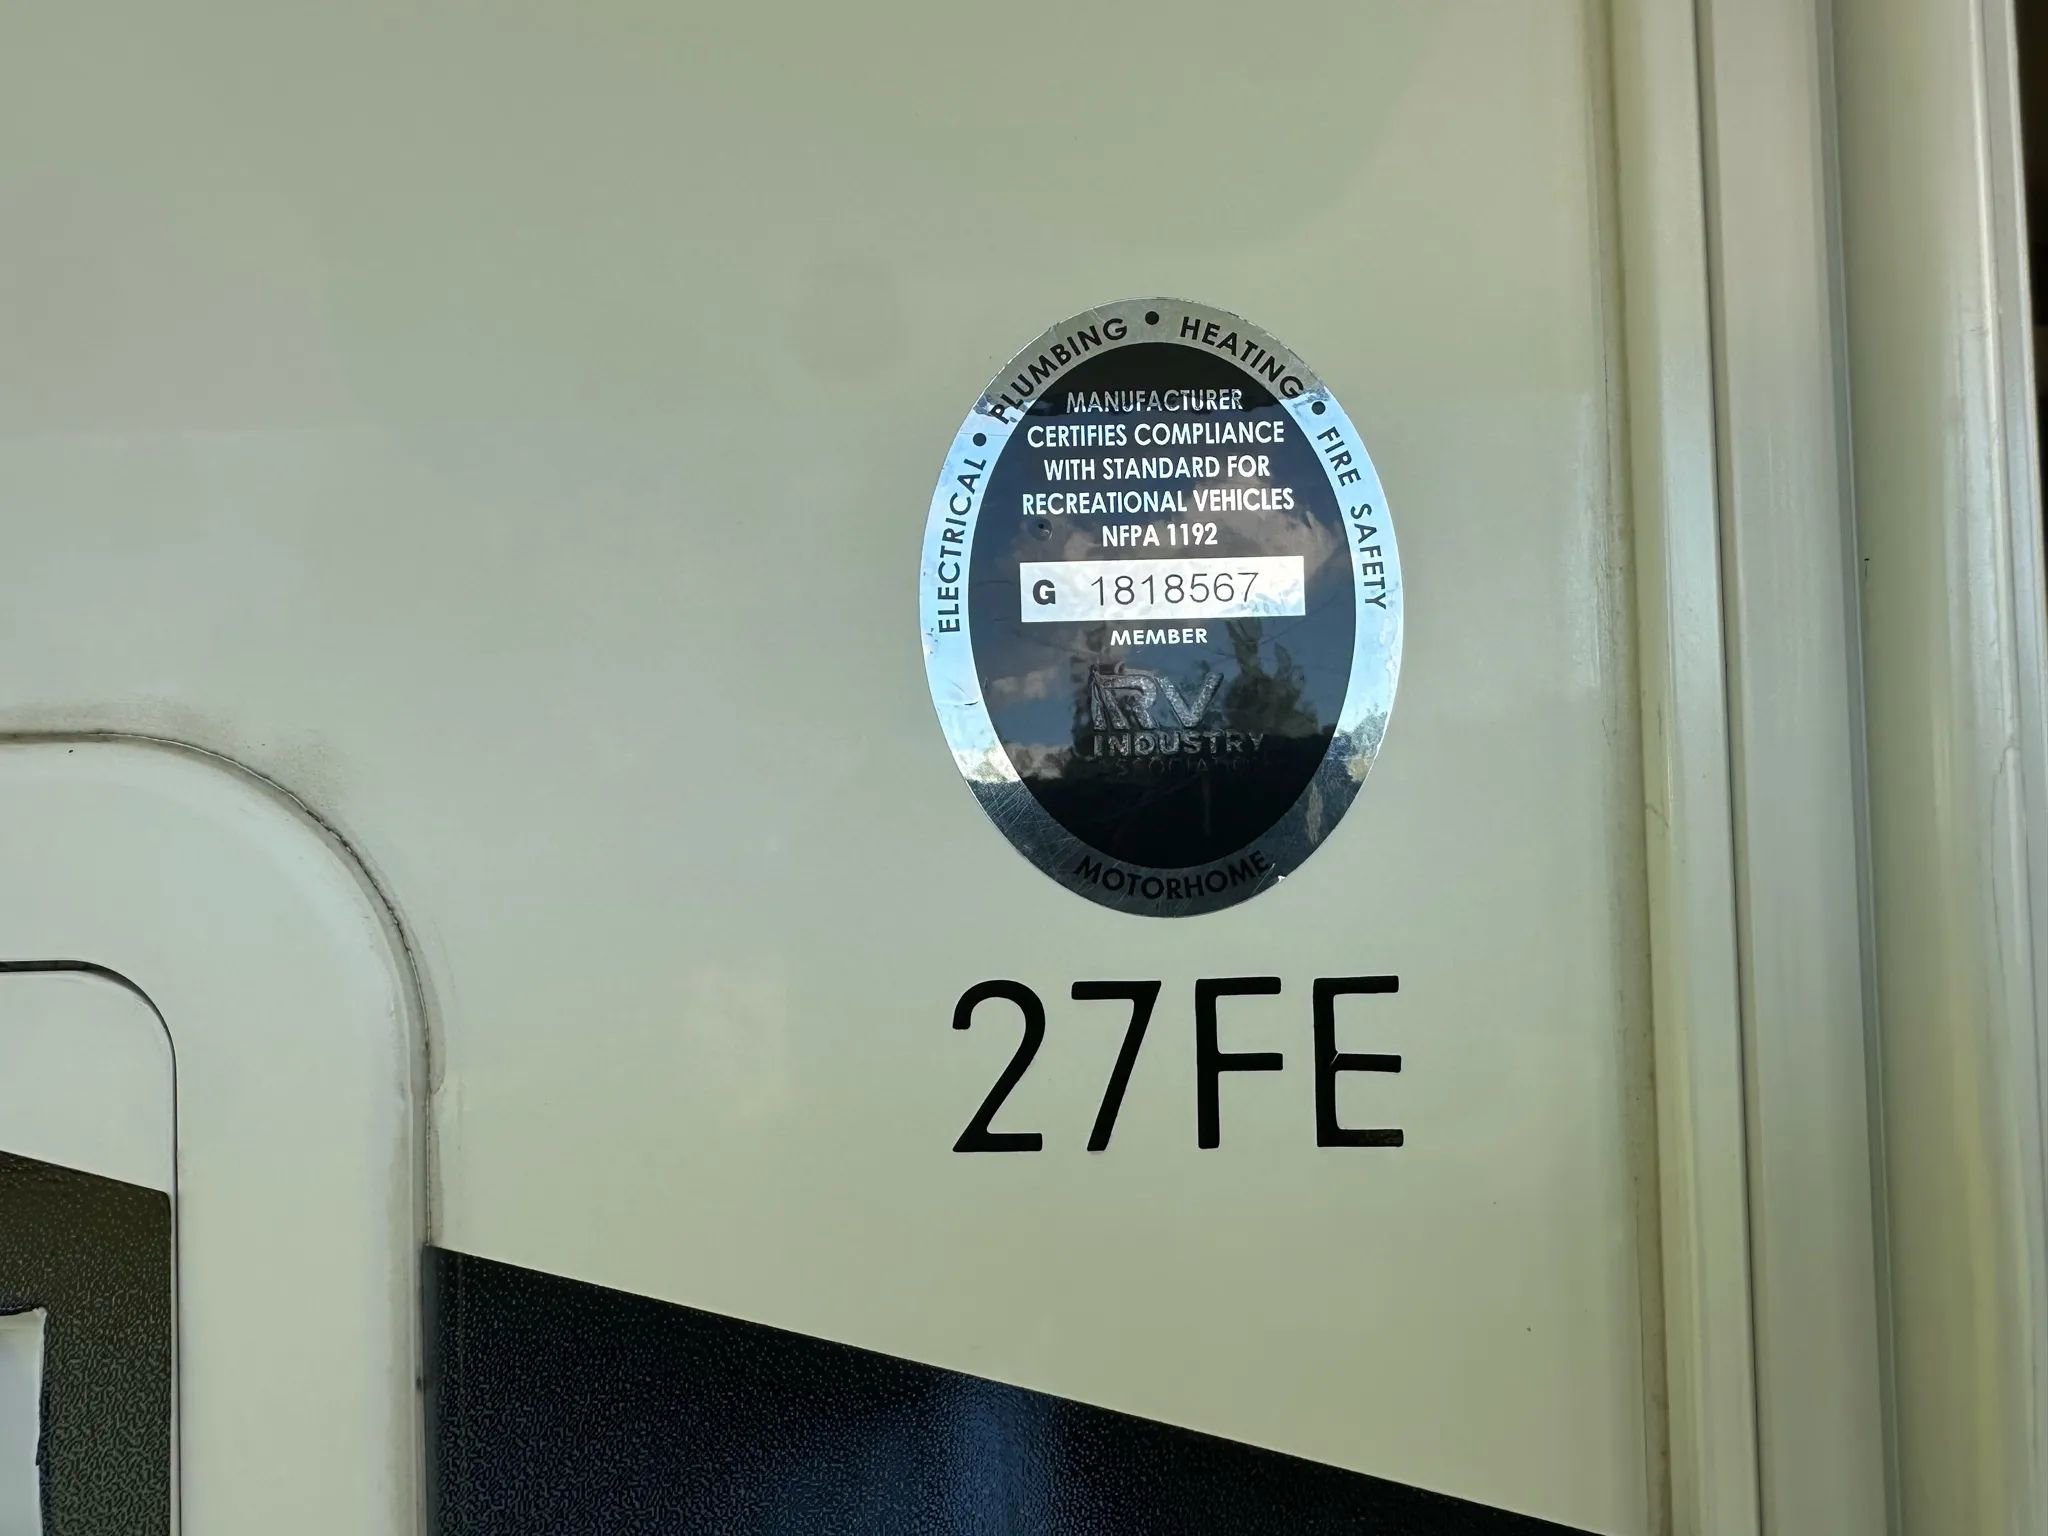 ELECTRICAL • PLUMBING • HEATING • FIRE SAFETY
MANUFACTURER
CERTIFIES COMPLIANCE
WITH STANDARD FOR
RECREATIONAL VEHICLES
NFPA 1192
G 1818567
MEMBER
RV
INDUSTRY
MOTORHOME
27FE